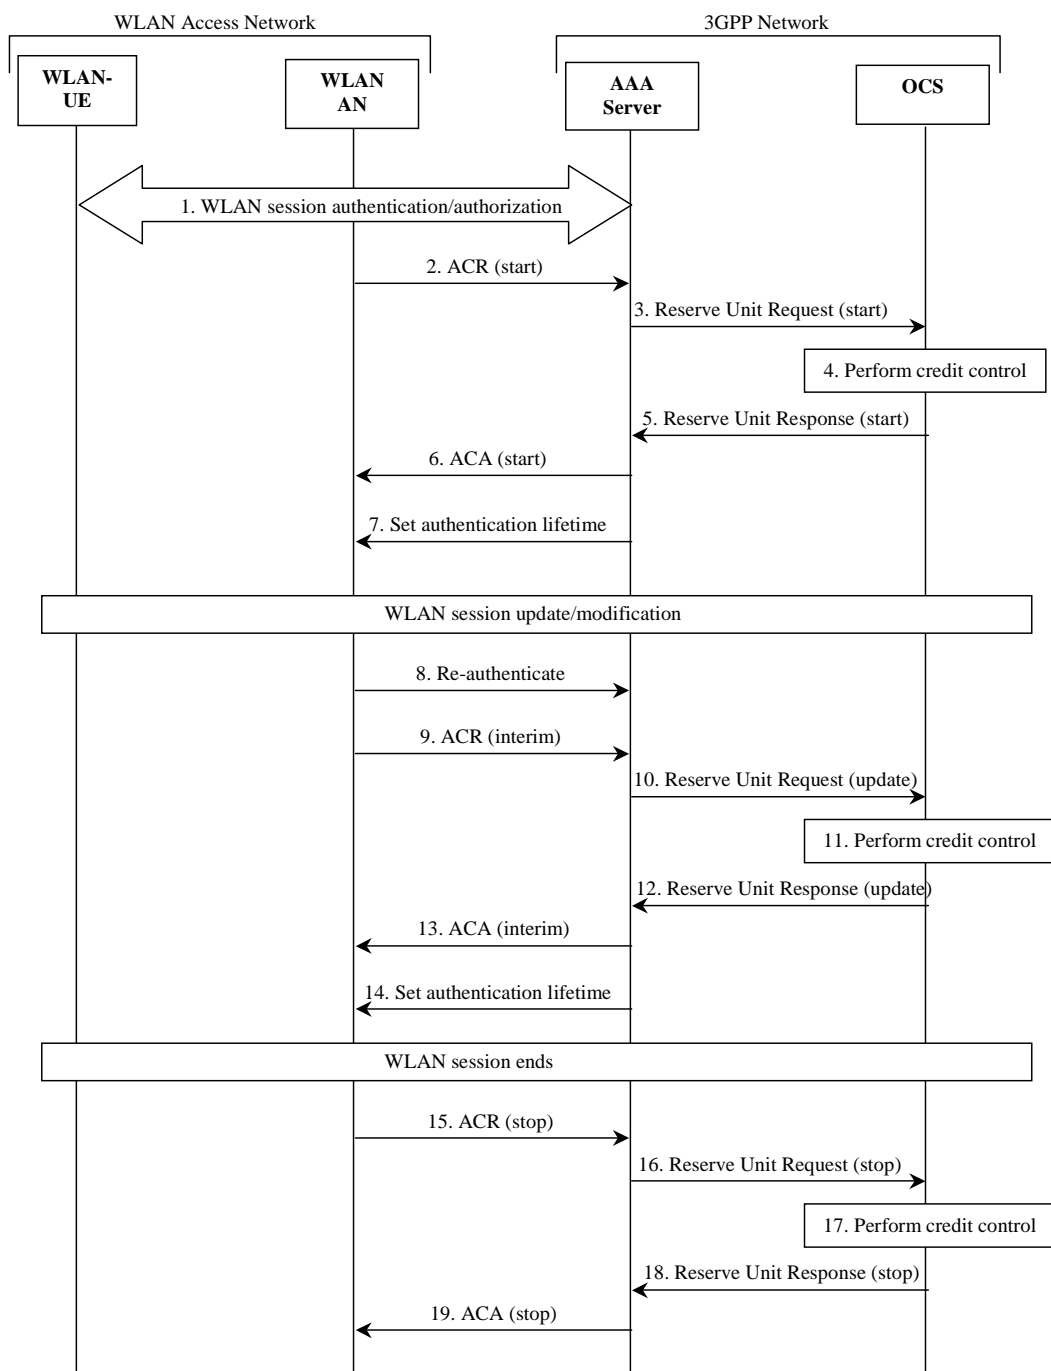 WLAN Access Network
3GPP Network
WLAN-
UE
WLAN
AN
AAA
Server
OCS
1. WLAN session authentication/authorization
2. ACR (start)
3. Reserve Unit Request (start)
4. Perform credit control
5. Reserve Unit Response (start)
6. ACA (start)
7. Set authentication lifetime
WLAN session update/modification
8. Re-authenticate
9. ACR (interim)
10. Reserve Unit Request (update)
11. Perform credit control
12. Reserve Unit Response (update)
13. ACA (interim)
14. Set authentication lifetime
WLAN session ends
15. ACR (stop)
16. Reserve Unit Request (stop)
17. Perform credit control
18. Reserve Unit Response (stop)
19. ACA (stop)